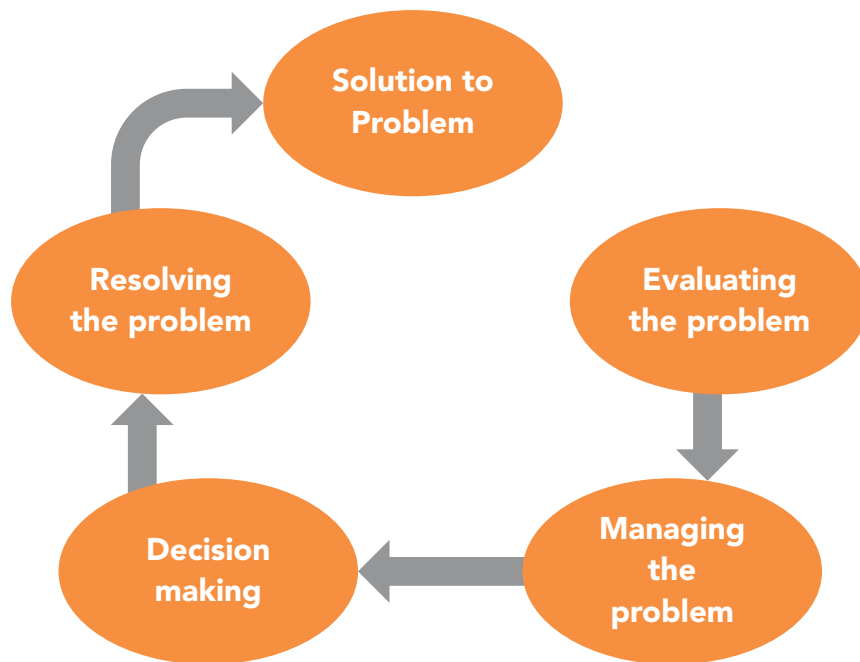 Solution to
Problem
Resolving
the problem
Evaluating
the problem
Decision
making
Managing
the
problem